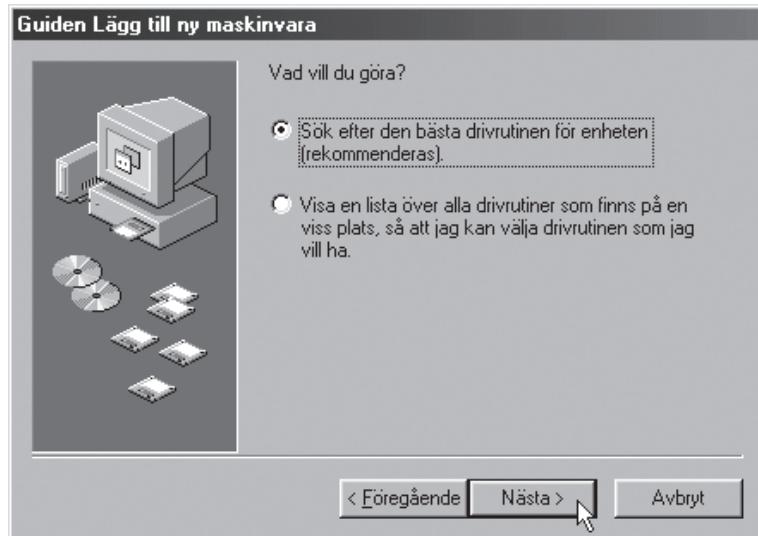 Guiden Lägg till ny maskinvara
Vad vill du göra?
Sök efter den bästa drivrutinen för enheten
(rekommenderas).
Visa en lista över alla drivrutiner som finns på en
viss plats, så att jag kan välja drivrutinen som jag
vill ha.
< Föregående
Nästa >
Avbryt